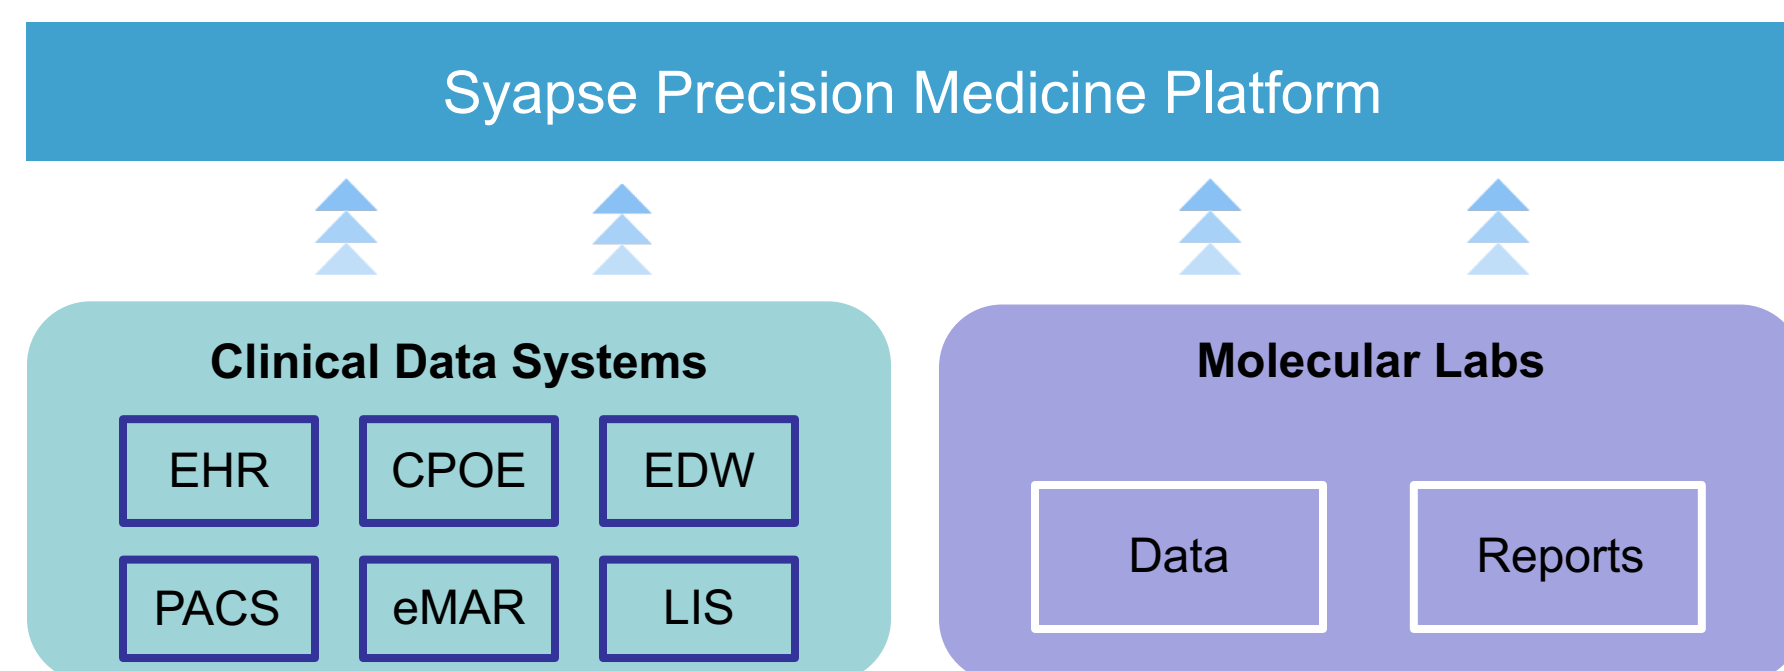 Syapse Precision Medicine Platform
Clinical Data Systems
EHR
CPOE
EDW
PACS
eMAR
LIS
Molecular Labs
Data
Reports